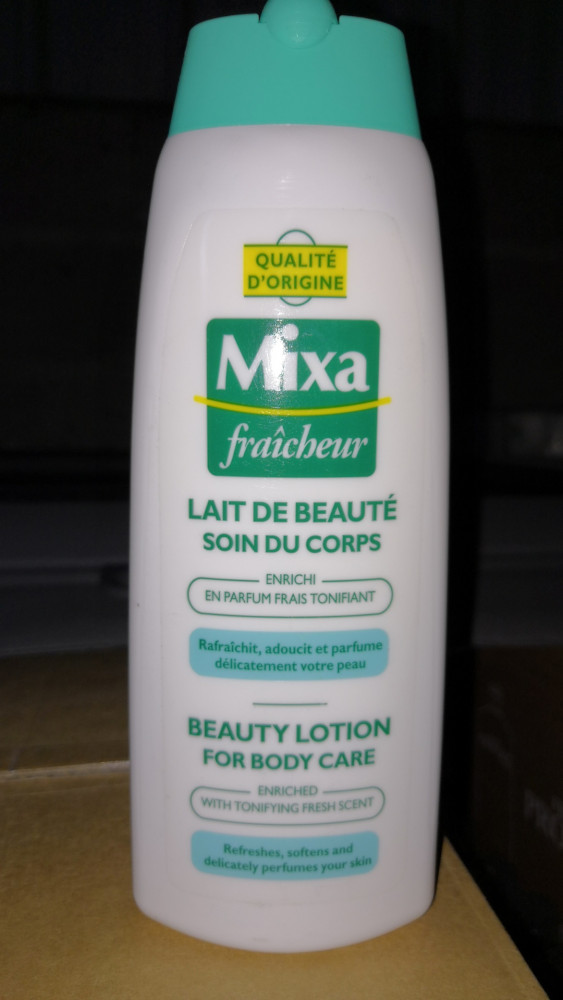 QUALITÉ
D'ORIGINE
Mixa
fraîcheur
LAIT DE BEAUTÉ
SOIN DU CORPS
ENRICHI
EN PARFUM FRAIS TONIFIANT
Rafraîchit, adoucit et parfume
délicatement votre peau
BEAUTY LOTION
FOR BODY CARE
ENRICHED
WITH TONIFYING FRESH SCENT
Refreshes, softens and
delicately perfumes your skin